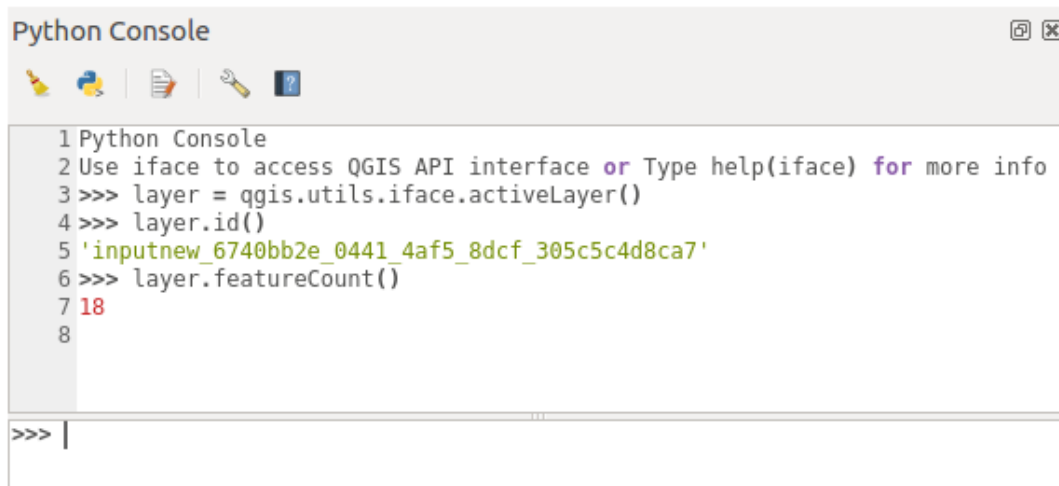 Python Console
1 Python Console
2 Use iface to access QGIS API interface or Type help(iface) for more info
3 >>> layer = qgis.utils.iface.activeLayer()
4 >>> layer.id()
5 'inputnew_6740bb2e_0441_4af5_8dcf_305c5c4d8ca7'
6 >>> layer.featureCount()
7 18
8
>>>